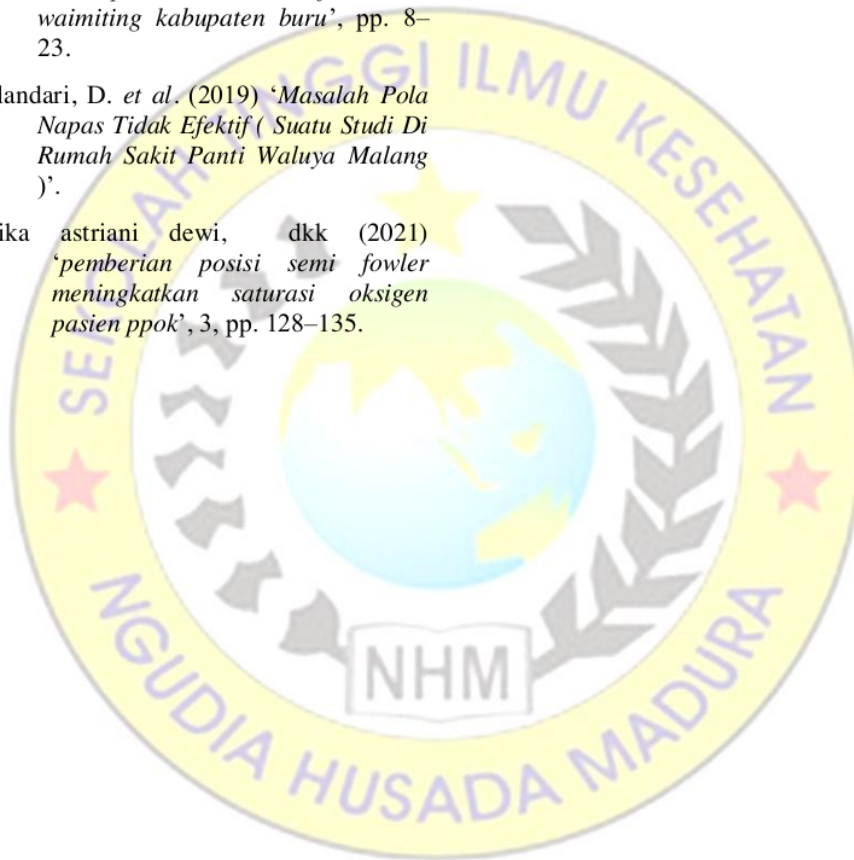 waimiting kabupaten buru’, pp. 8–
23.
landari, D. et al. (2019) ‘Masalah Pola
Napas Tidak Efektif ( Suatu Studi Di
Rumah Sakit Panti Waluya Malang
)’.
ika astriani dewi, dkk (2021)
‘pemberian posisi semi fowler
meningkatkan saturasi oksigen
pasien ppok’, 3, pp. 128–135.
SEKOLAH TINGGI ILMU KESEHATAN
NHM
NGUDIA HUSADA MADURA